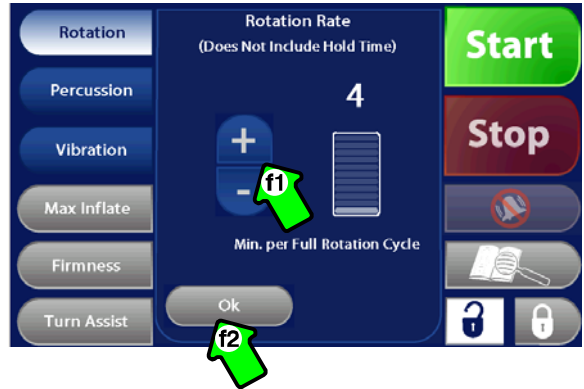 Rotation
Percussion
Vibration
Max Inflate
Firmness
Turn Assist
Rotation Rate
(Does Not Include Hold Time)
4
+
-
f1
Min. per Full Rotation Cycle
Ok
f2
Start
Stop